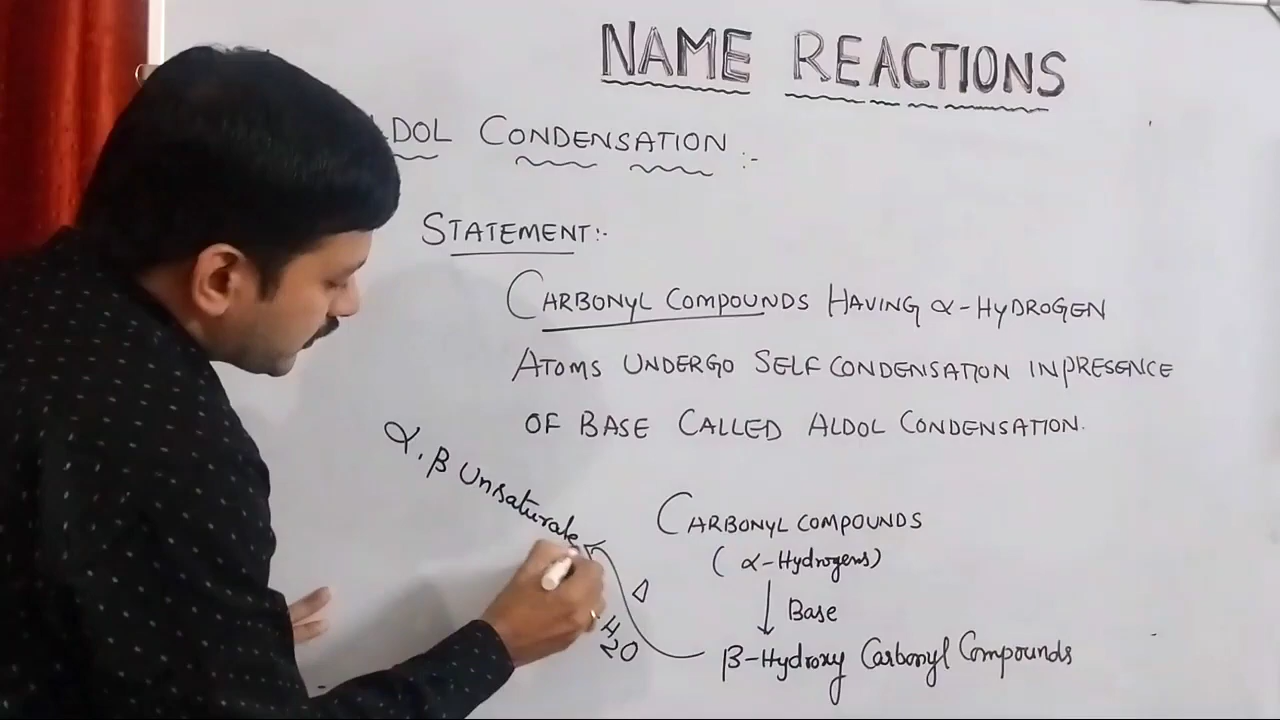 NAME REACTIONS
ALDOL CONDENSATION :-
STATEMENT:-
CARBONYL COMPOUNDS HAVING α-HYDROGEN
ATOMS UNDERGO SELF CONDENSATION IN PRESENCE
OF BASE CALLED ALDOL CONDENSATION.
α,β Unsaturate
CARBONYL COMPOUNDS
(α-Hydrogens)
Δ
Base
H2O
β-Hydroxy Carbonyl Compounds